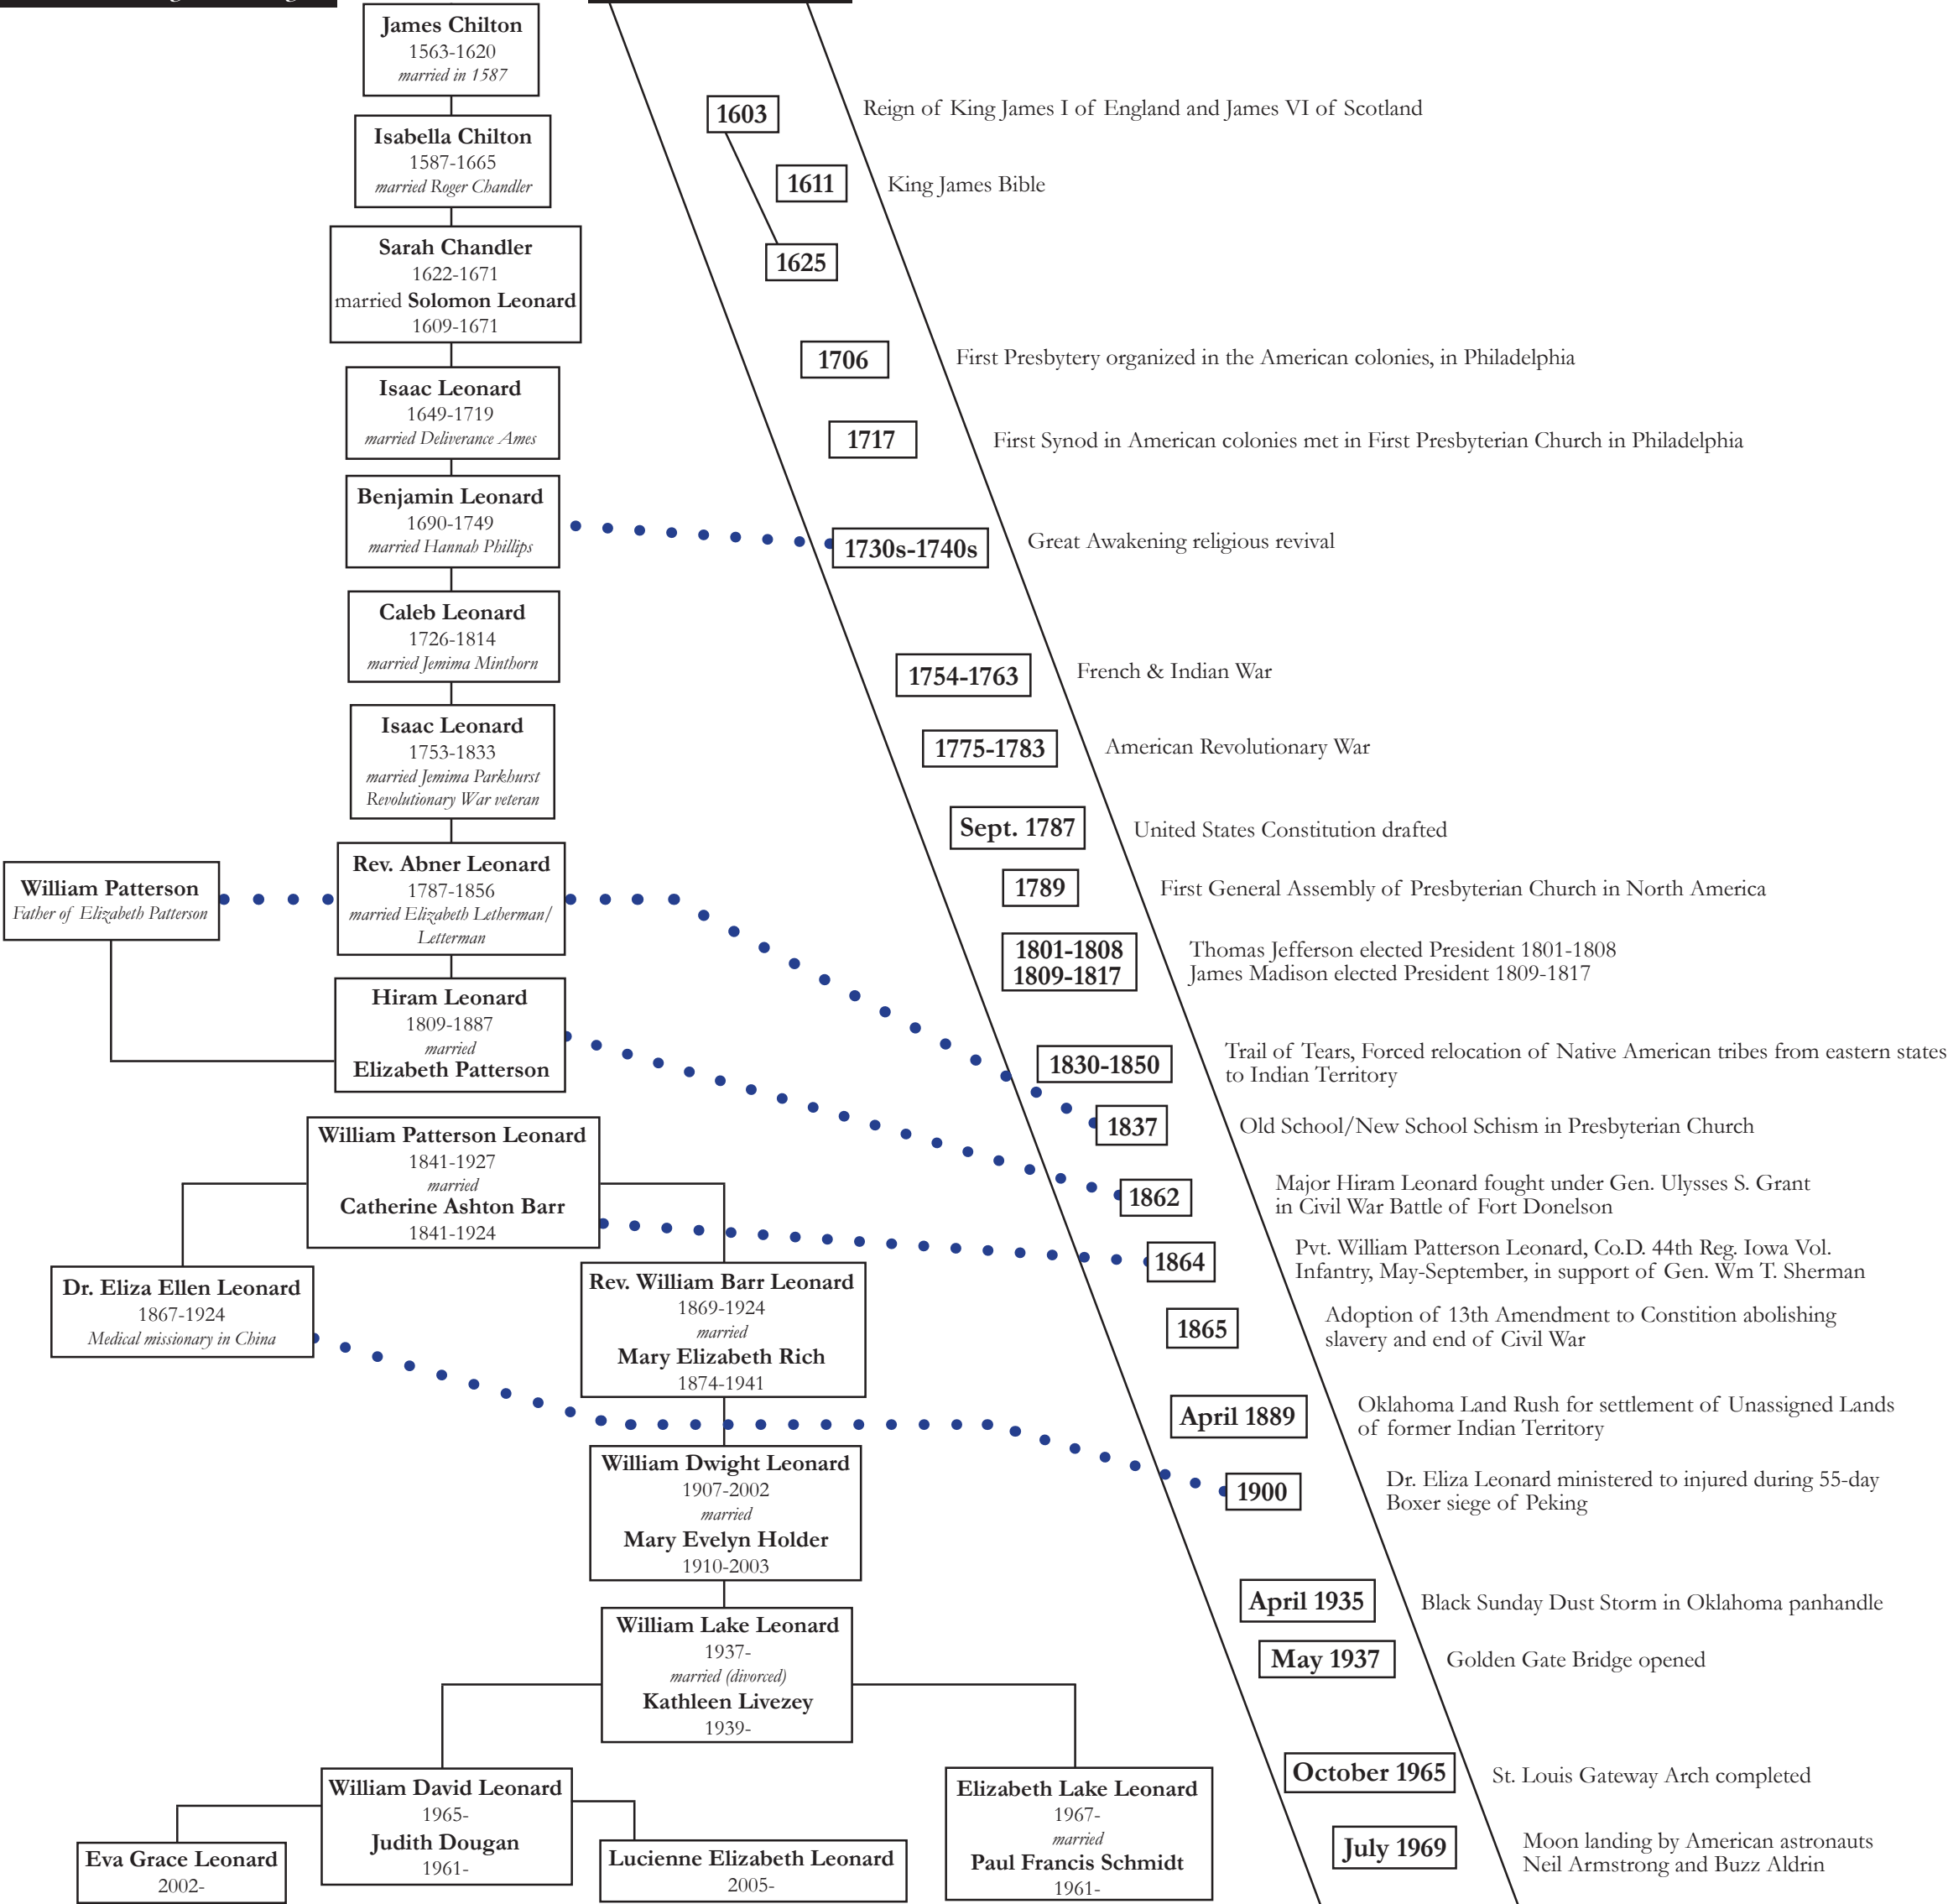 James Chilton
1563-1620
married in 1587
Isabella Chilton
1587-1665
married Roger Chandler
Sarah Chandler
1622-1671
married Solomon Leonard
1609-1671
Isaac Leonard
1649-1719
married Deliverance Ames
Benjamin Leonard
1690-1749
married Hannah Phillips
Caleb Leonard
1726-1814
married Jemima Minthorn
Isaac Leonard
1753-1833
married Jemima Parkhurst
Revolutionary War veteran
William Patterson
Father of Elizabeth Patterson
Rev. Abner Leonard
1787-1856
married Elizabeth Letherman/
Letterman
Hiram Leonard
1809-1887
married
Elizabeth Patterson
William Patterson Leonard
1841-1927
married
Catherine Ashton Barr
1841-1924
Dr. Eliza Ellen Leonard
1867-1924
Medical missionary in China
Rev. William Barr Leonard
1869-1924
married
Mary Elizabeth Rich
1874-1941
William Dwight Leonard
1907-2002
married
Mary Evelyn Holder
1910-2003
William Lake Leonard
1937-
married (divorced)
Kathleen Livezey
1939-
William David Leonard
1965-
Judith Dougan
1961-
Eva Grace Leonard
2002-
Lucienne Elizabeth Leonard
2005-
Elizabeth Lake Leonard
1967-
married
Paul Francis Schmidt
1961-
1603
Reign of King James I of England and James VI of Scotland
1611
King James Bible
1625
1706
First Presbytery organized in the American colonies, in Philadelphia
1717
First Synod in American colonies met in First Presbyterian Church in Philadelphia
1730s-1740s
Great Awakening religious revival
1754-1763
French & Indian War
1775-1783
American Revolutionary War
Sept. 1787
United States Constitution drafted
1789
First General Assembly of Presbyterian Church in North America
1801-1808
1809-1817
Thomas Jefferson elected President 1801-1808
James Madison elected President 1809-1817
1830-1850
Trail of Tears, Forced relocation of Native American tribes from eastern states
to Indian Territory
1837
Old School/New School Schism in Presbyterian Church
1862
Major Hiram Leonard fought under Gen. Ulysses S. Grant
in Civil War Battle of Fort Donelson
1864
Pvt. William Patterson Leonard, Co.D. 44th Reg. Iowa Vol.
Infantry, May-September, in support of Gen. Wm T. Sherman
1865
Adoption of 13th Amendment to Constition abolishing
slavery and end of Civil War
April 1889
Oklahoma Land Rush for settlement of Unassigned Lands
of former Indian Territory
1900
Dr. Eliza Leonard ministered to injured during 55-day
Boxer siege of Peking
April 1935
Black Sunday Dust Storm in Oklahoma panhandle
May 1937
Golden Gate Bridge opened
October 1965
St. Louis Gateway Arch completed
July 1969
Moon landing by American astronauts
Neil Armstrong and Buzz Aldrin